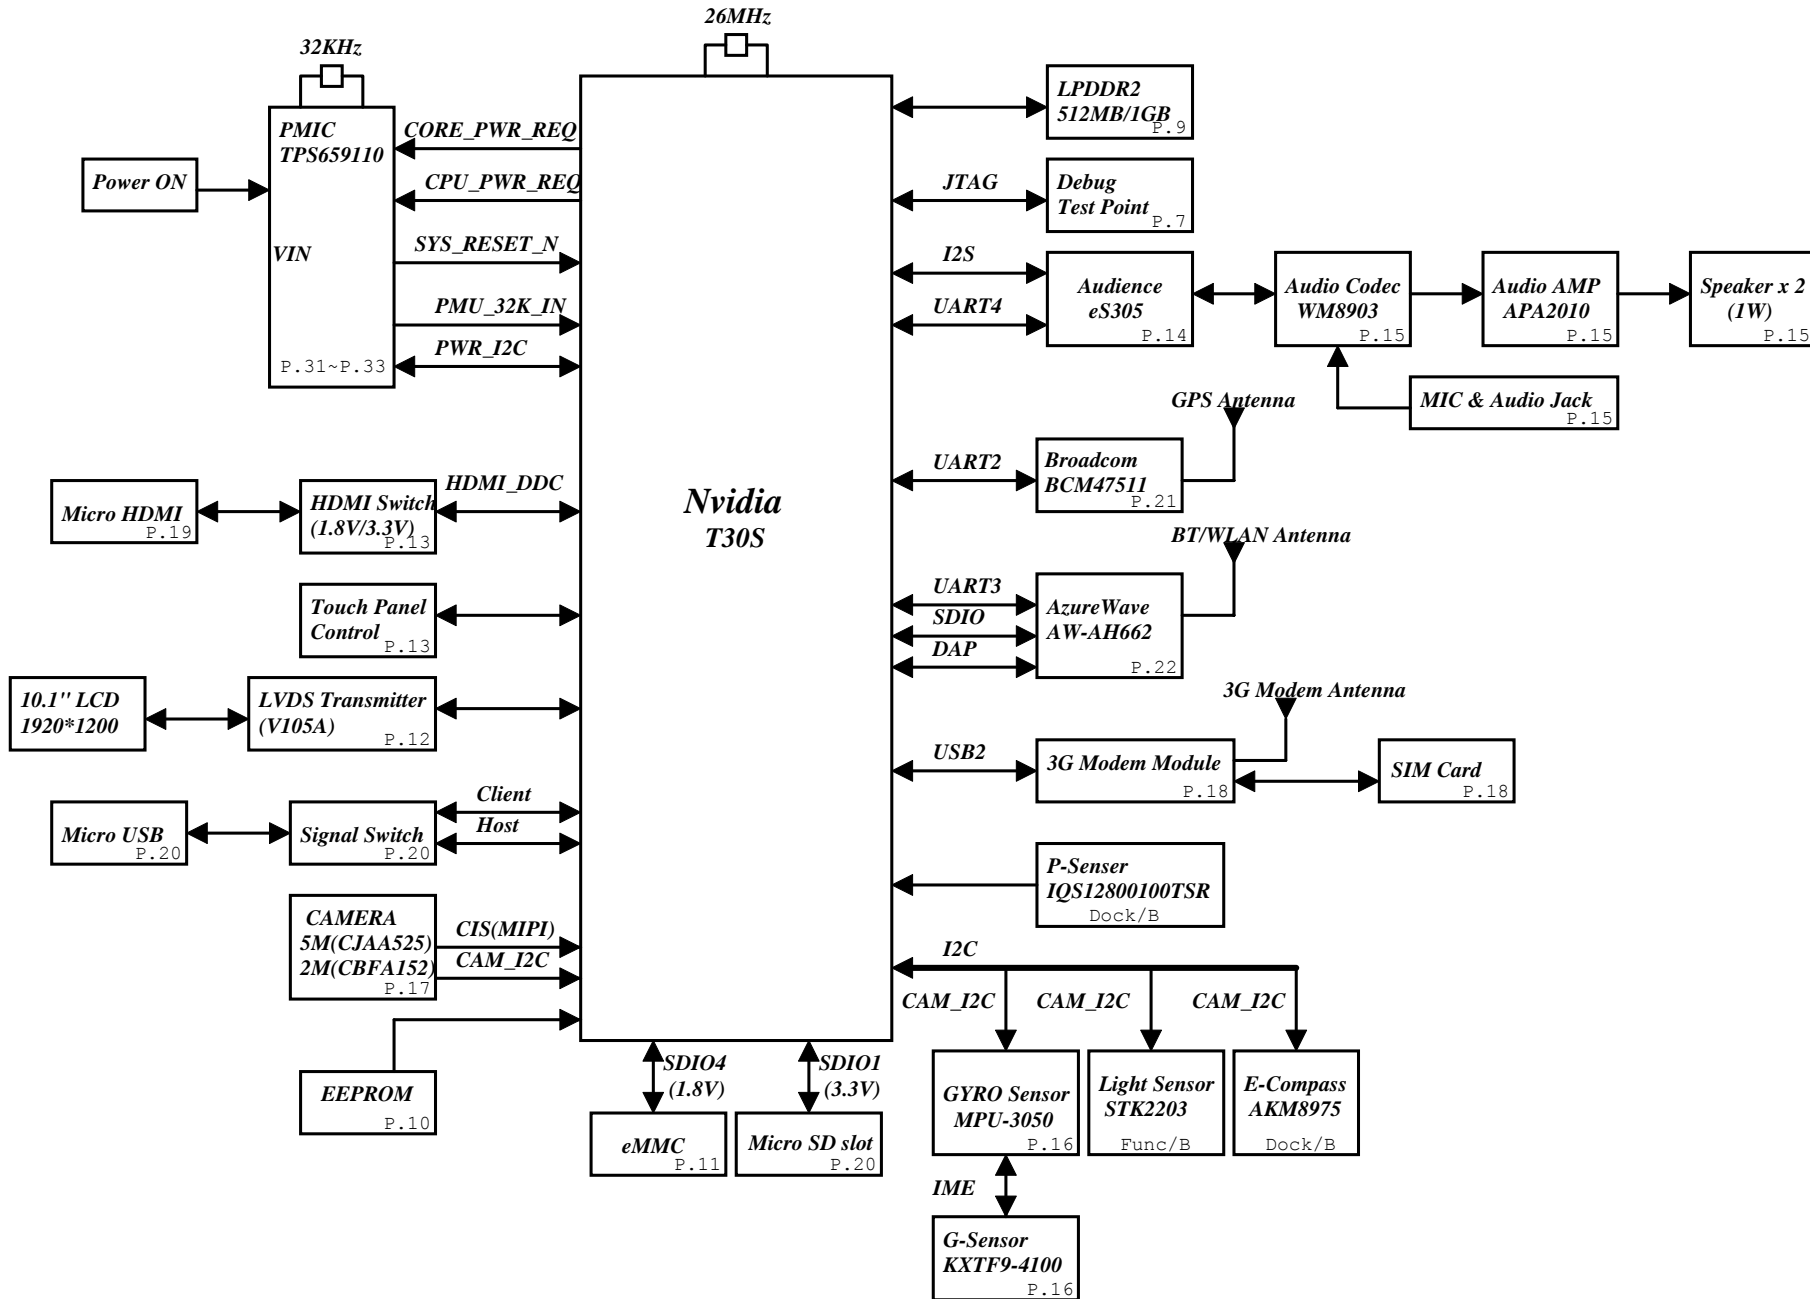 26MHz
32KHz
PMIC
TPS659110
VIN
P.31~P.33
Power ON
CORE_PWR_REQ
CPU_PWR_REQ
SYS_RESET_N
PMU_32K_IN
PWR_I2C
Micro HDMI
P.19
HDMI Switch
(1.8V/3.3V)
P.13
HDMI_DDC
Touch Panel
Control
P.13
10.1" LCD
1920*1200
LVDS Transmitter
(V105A)
P.12
Micro USB
P.20
Signal Switch
P.20
Client
Host
CAMERA
5M(CJAA525)
2M(CBFA152)
P.17
CIS(MIPI)
CAM_I2C
EEPROM
P.10
Nvidia
T30S
SDIO4
(1.8V)
SDIO1
(3.3V)
eMMC
P.11
Micro SD slot
P.20
LPDDR2
512MB/1GB
P.9
JTAG
Debug
Test Point
P.7
I2S
UART4
Audience
eS305
P.14
Audio Codec
WM8903
P.15
Audio AMP
APA2010
P.15
Speaker x 2
(1W)
P.15
MIC & Audio Jack
P.15
GPS Antenna
UART2
Broadcom
BCM47511
P.21
BT/WLAN Antenna
UART3
SDIO
DAP
AzureWave
AW-AH662
P.22
3G Modem Antenna
USB2
3G Modem Module
P.18
SIM Card
P.18
P-Senser
IQS12800100TSR
Dock/B
I2C
CAM_I2C
CAM_I2C
CAM_I2C
GYRO Sensor
MPU-3050
P.16
Light Sensor
STK2203
Func/B
E-Compass
AKM8975
Dock/B
IME
G-Sensor
KXTF9-4100
P.16